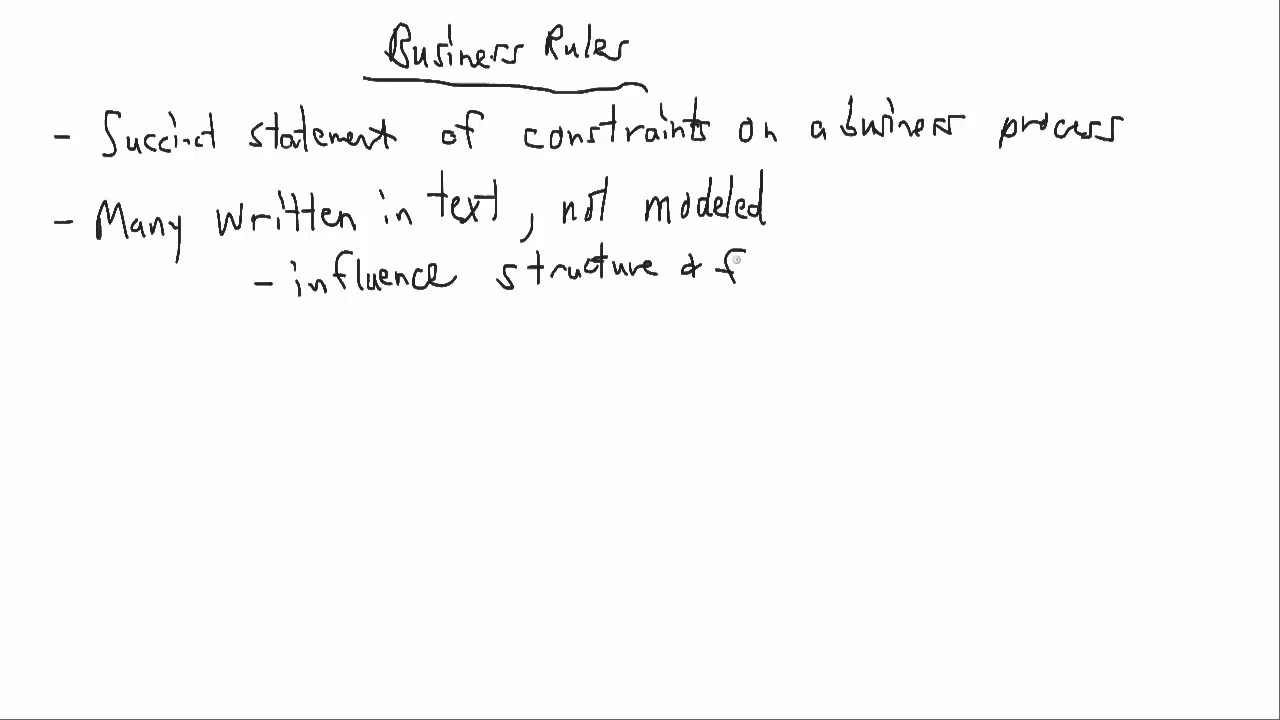 Business Rules
- Succinct statement of constraints on a business process
- Many written in text, not modeled
- influence structure & f